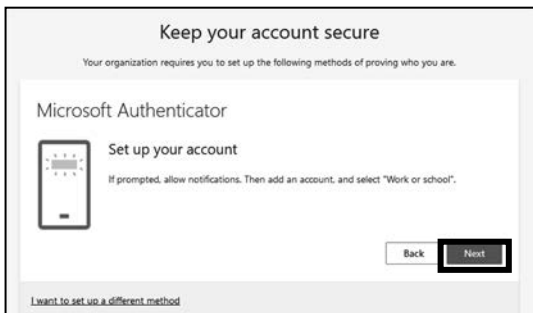 Keep your account secure
Your organization requires you to set up the following methods of proving who you are.
Microsoft Authenticator
Set up your account
If prompted, allow notifications. Then add an account, and select "Work or school".
Back
Next
I want to set up a different method